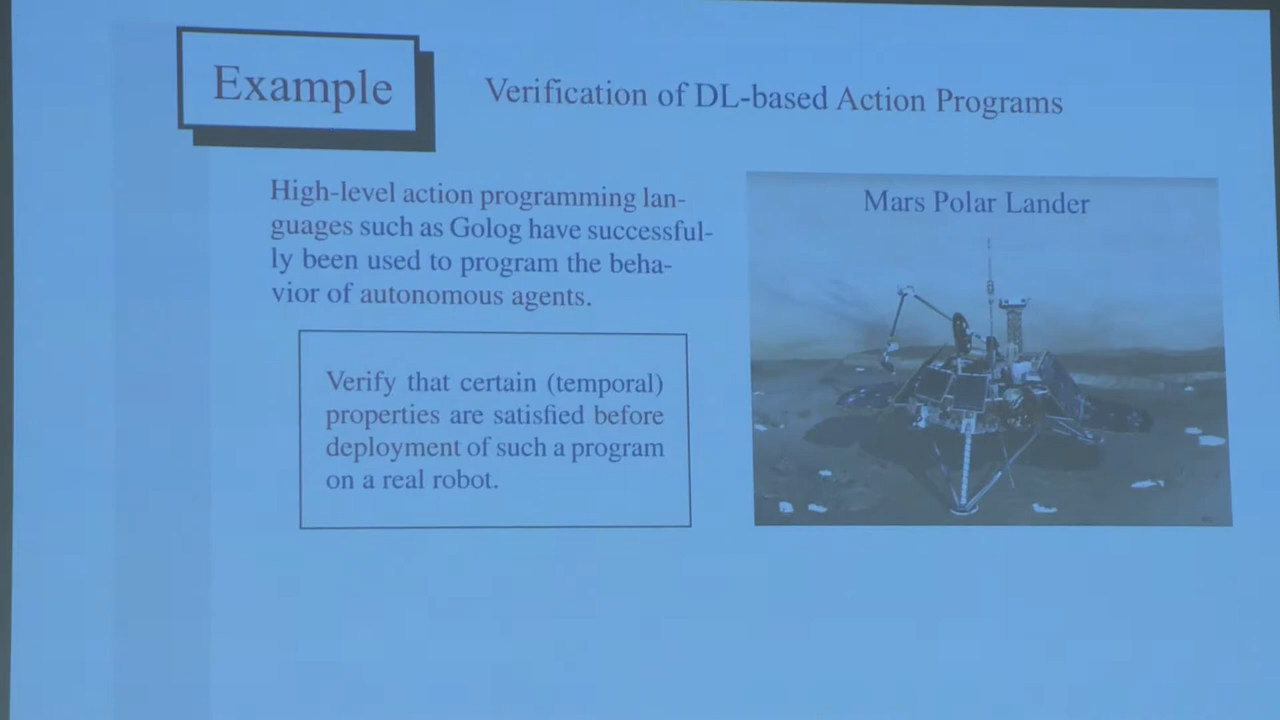 Example
Verification of DL-based Action Programs
High-level action programming lan-
guages such as Golog have successful-
ly been used to program the beha-
vior of autonomous agents.
Verify that certain (temporal)
properties are satisfied before
deployment of such a program
on a real robot.
Mars Polar Lander